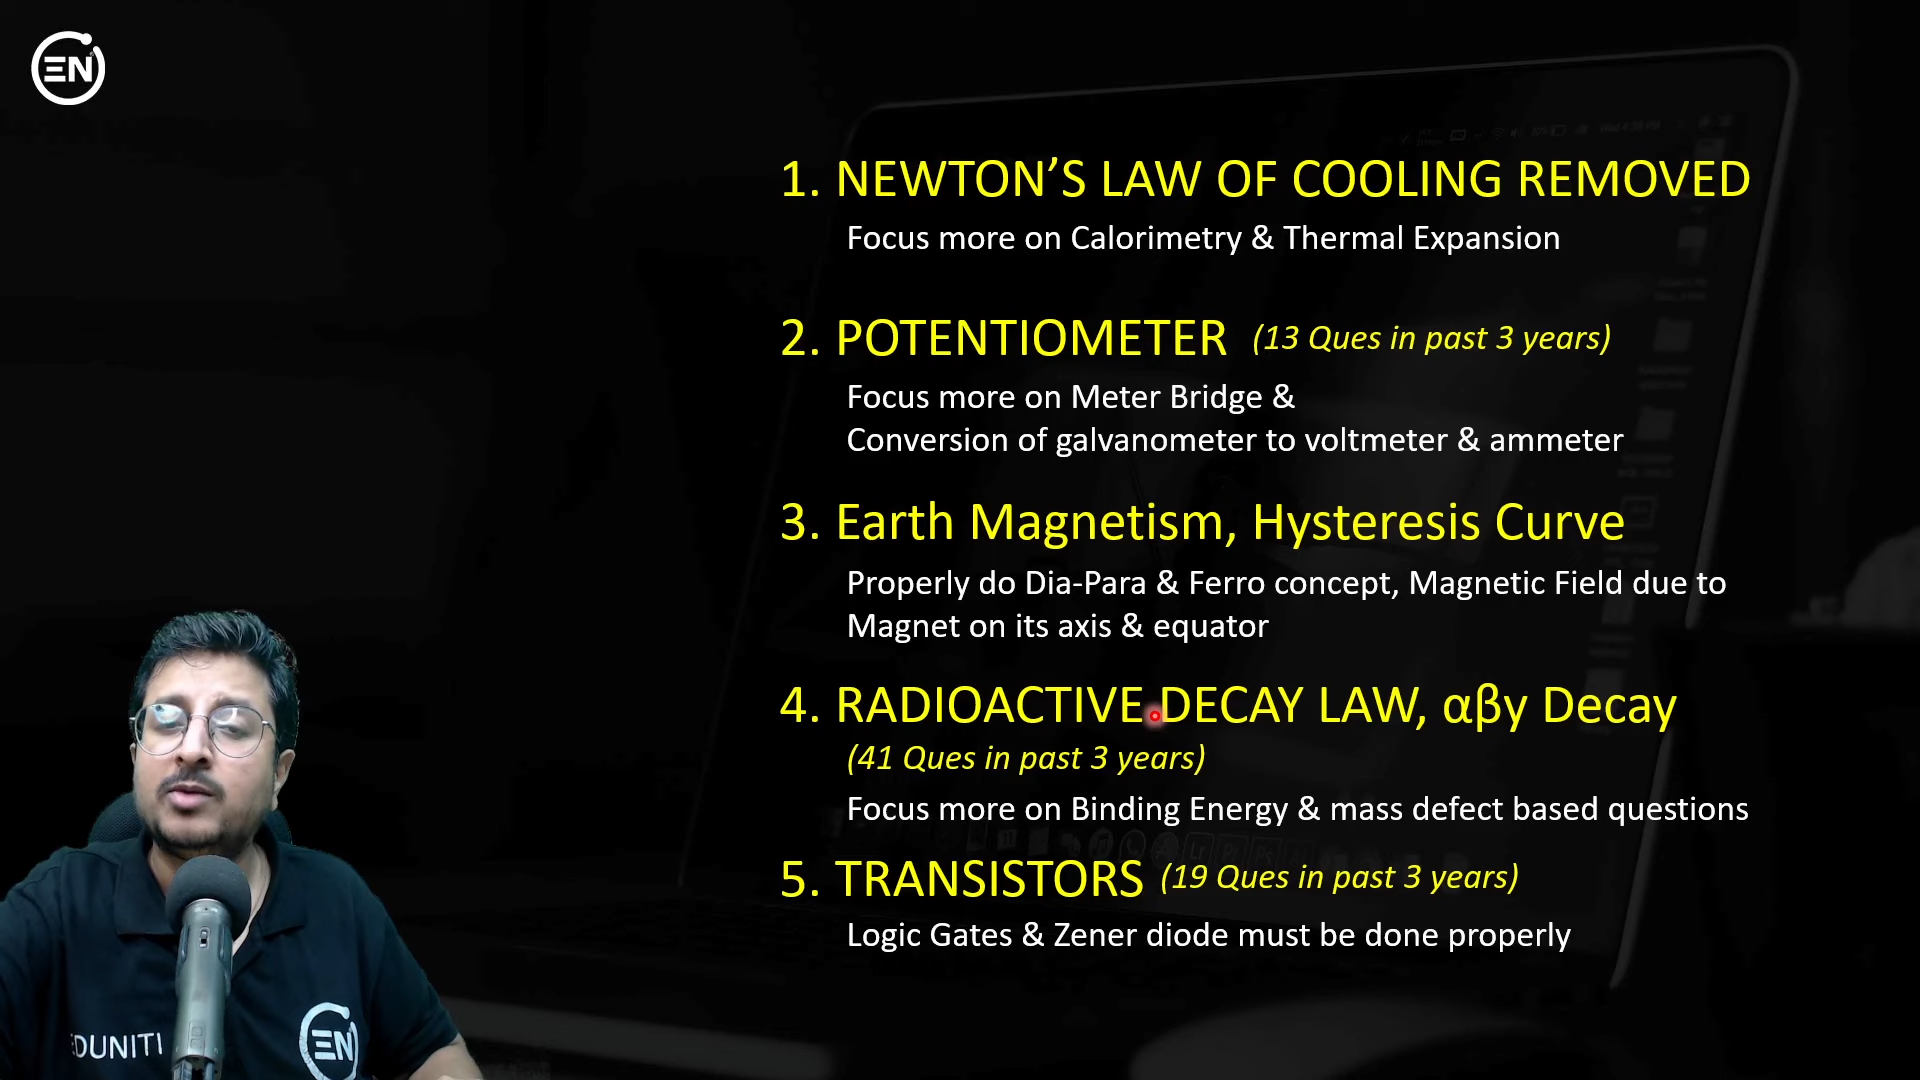 EN
1. NEWTON’S LAW OF COOLING REMOVED
Focus more on Calorimetry & Thermal Expansion
2. POTENTIOMETER (13 Ques in past 3 years)
Focus more on Meter Bridge &
Conversion of galvanometer to voltmeter & ammeter
3. Earth Magnetism, Hysteresis Curve
Properly do Dia-Para & Ferro concept, Magnetic Field due to
Magnet on its axis & equator
4. RADIOACTIVE DECAY LAW, αβy Decay
(41 Ques in past 3 years)
Focus more on Binding Energy & mass defect based questions
5. TRANSISTORS (19 Ques in past 3 years)
Logic Gates & Zener diode must be done properly
EDUNITI
EN